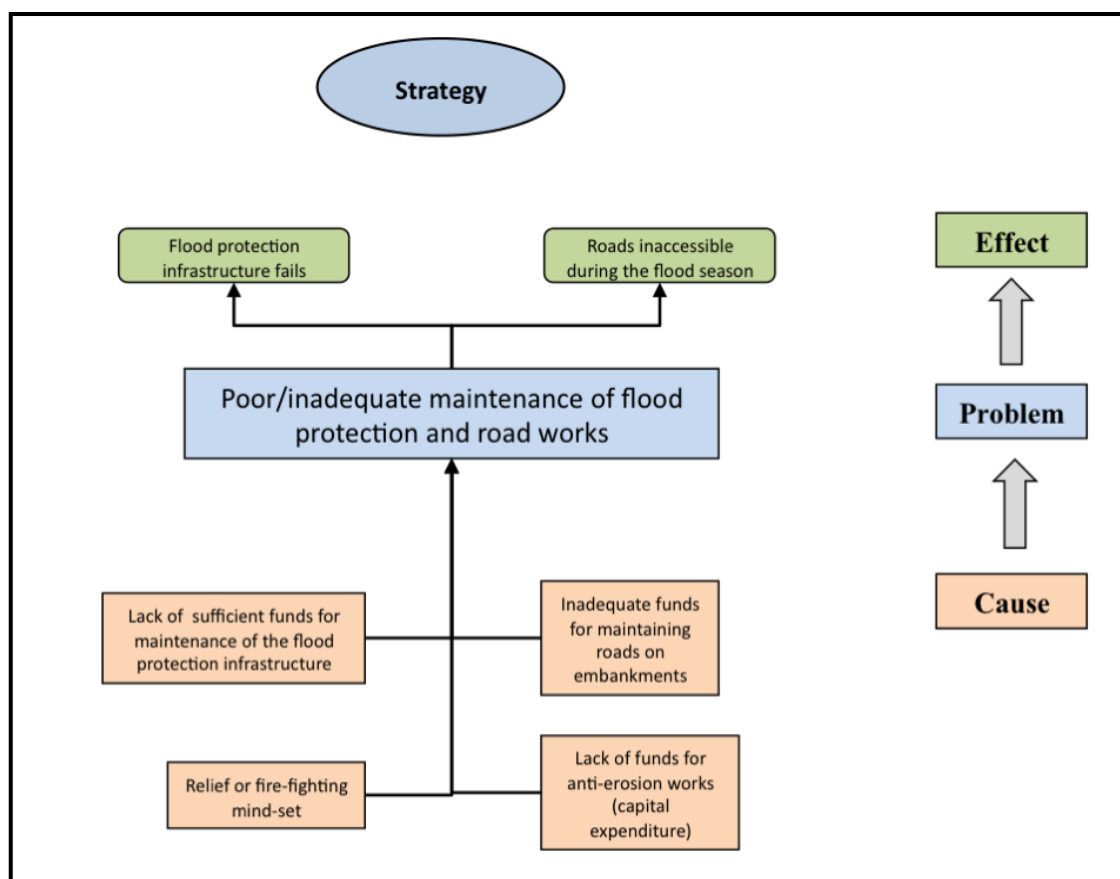 Strategy
Flood protection
infrastructure fails
Roads inaccessible
during the flood season
Effect
Poor/inadequate maintenance of flood
protection and road works
Problem
Lack of sufficient funds for
maintenance of the flood
protection infrastructure
Inadequate funds
for maintaining
roads on
embankments
Cause
Relief or fire-fighting
mind-set
Lack of funds for
anti-erosion works
(capital
expenditure)